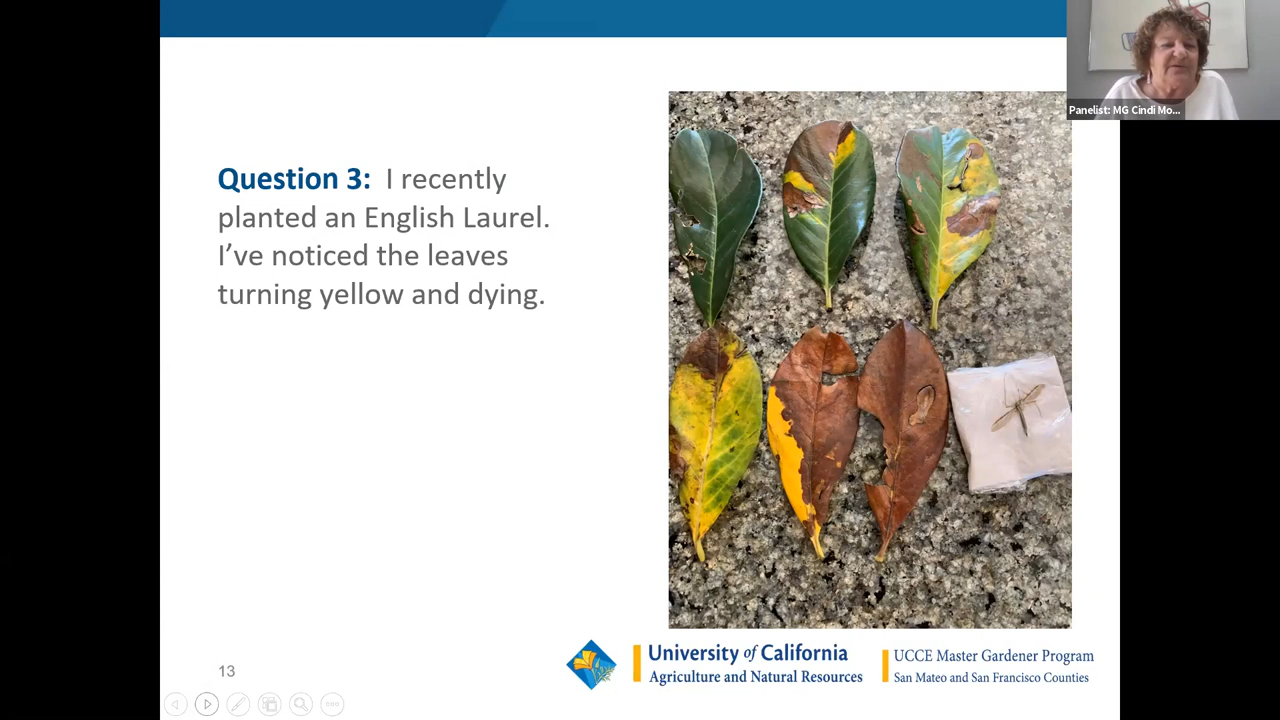 Panelist: MG Cindi Mo...
Question 3: I recently
planted an English Laurel.
I’ve noticed the leaves
turning yellow and dying.
13
University of California
Agriculture and Natural Resources
UCCE Master Gardener Program
San Mateo and San Francisco Counties